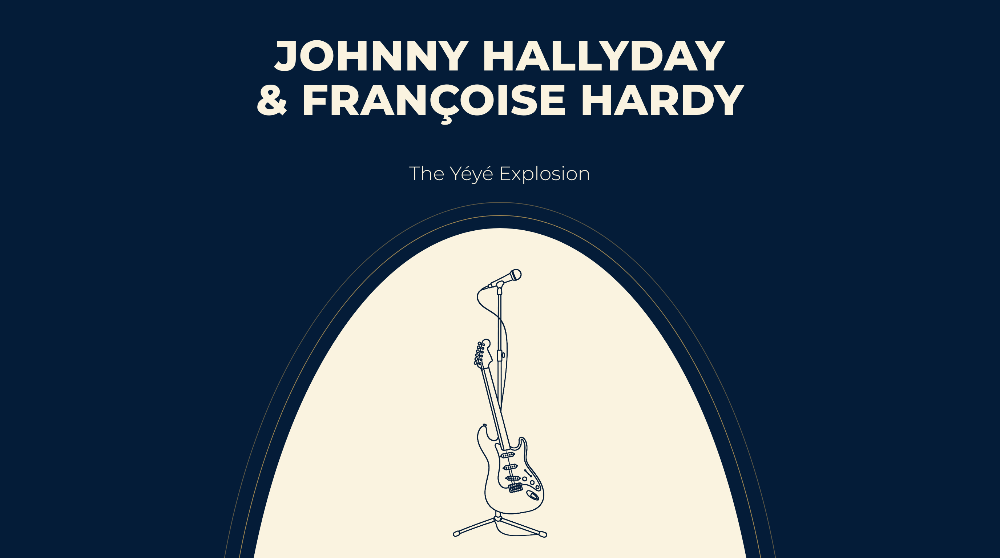 JOHNNY HALLYDAY
& FRANÇOISE HARDY
The Yéyé Explosion